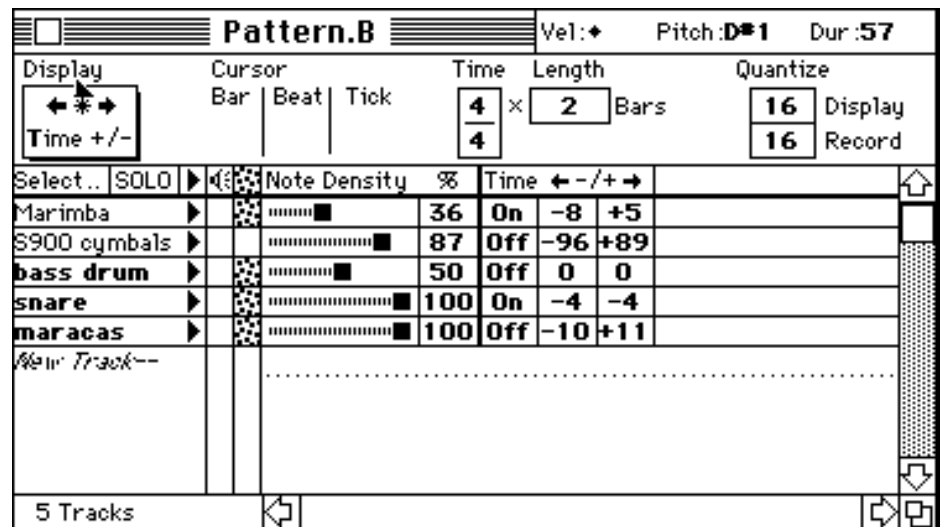 Pattern.B Vel:♦ Pitch:D#1 Dur:57
Display Cursor Time Length Quantize
Bar Beat Tick 4 × 2 Bars 16 Display
Time +/- 4 16 Record
Select.. SOLO Note Density % Time ←-/+→
Marimba 36 On -8 +5
S900 cymbals 87 Off -96 +89
bass drum 50 Off 0 0
snare 100 On -4 -4
maracas 100 Off -10 +11
New Track--
5 Tracks